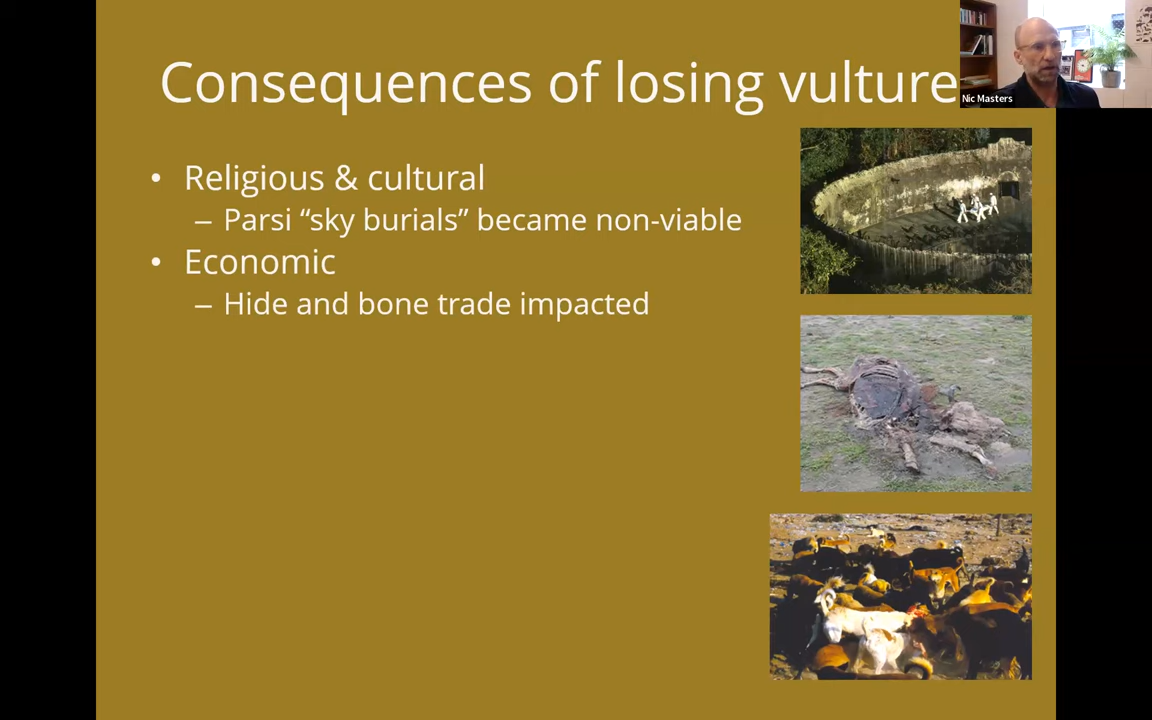 Consequences of losing vulture
Nic Masters
• Religious & cultural
– Parsi “sky burials” became non-viable
• Economic
– Hide and bone trade impacted